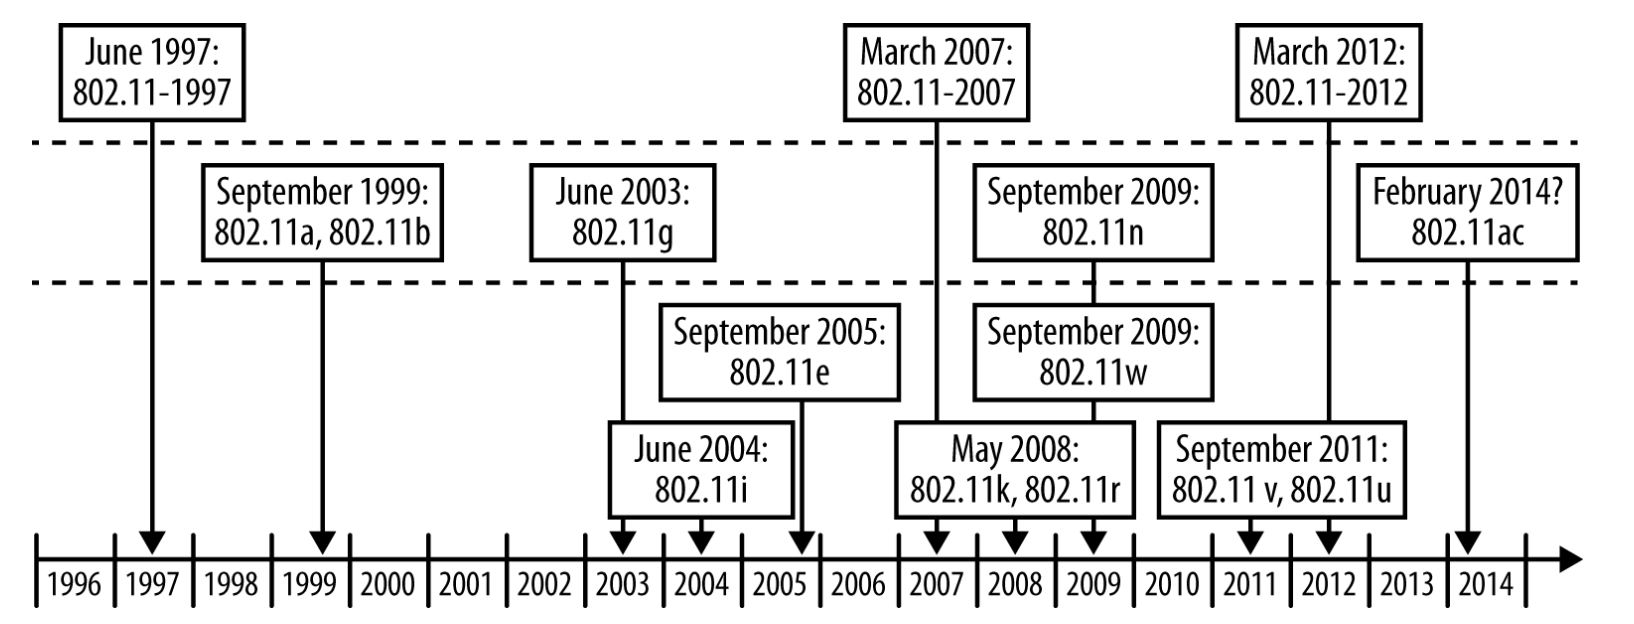 June 1997:
802.11-1997
March 2007:
802.11-2007
March 2012:
802.11-2012
September 1999:
802.11a, 802.11b
June 2003:
802.11g
September 2009:
802.11n
February 2014?
802.11ac
September 2005:
802.11e
September 2009:
802.11w
June 2004:
802.11i
May 2008:
802.11k, 802.11r
September 2011:
802.11 v, 802.11u
1996 1997 1998 1999 2000 2001 2002 2003 2004 2005 2006 2007 2008 2009 2010 2011 2012 2013 2014